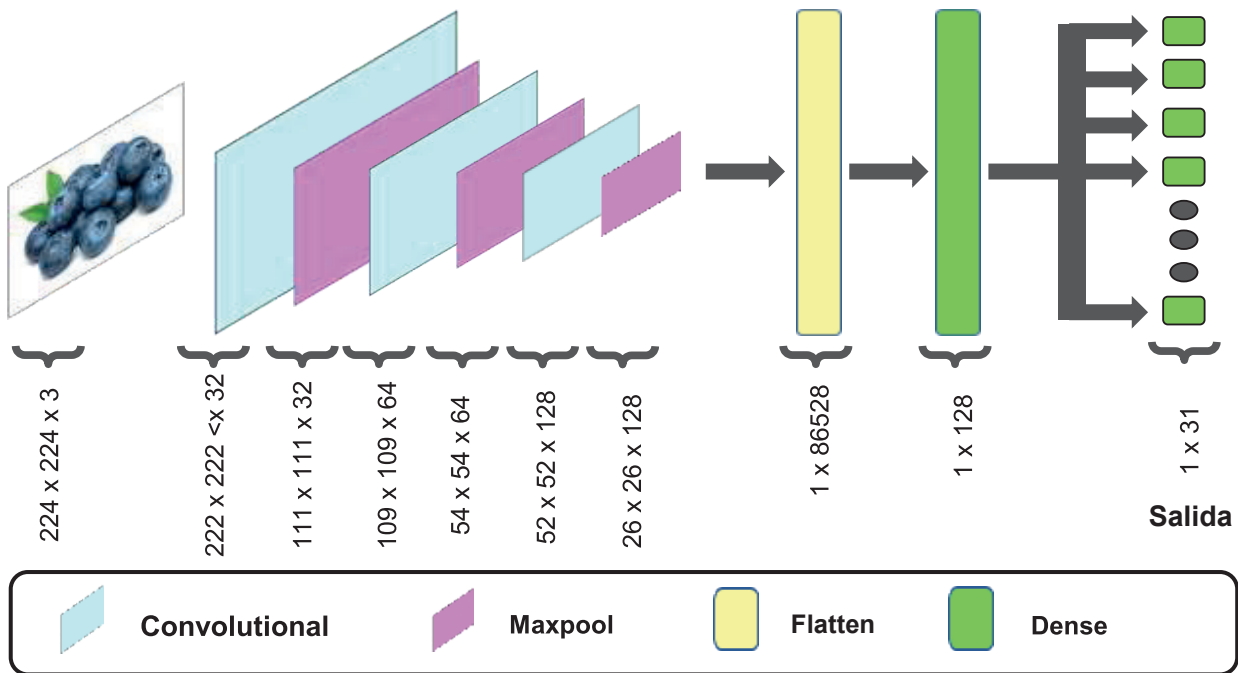 224 x 224 x 3
222 x 222 <x 32
111 x 111 x 32
109 x 109 x 64
54 x 54 x 64
52 x 52 x 128
26 x 26 x 128
1 x 86528
1 x 128
1 x 31
Salida
Convolutional
Maxpool
Flatten
Dense